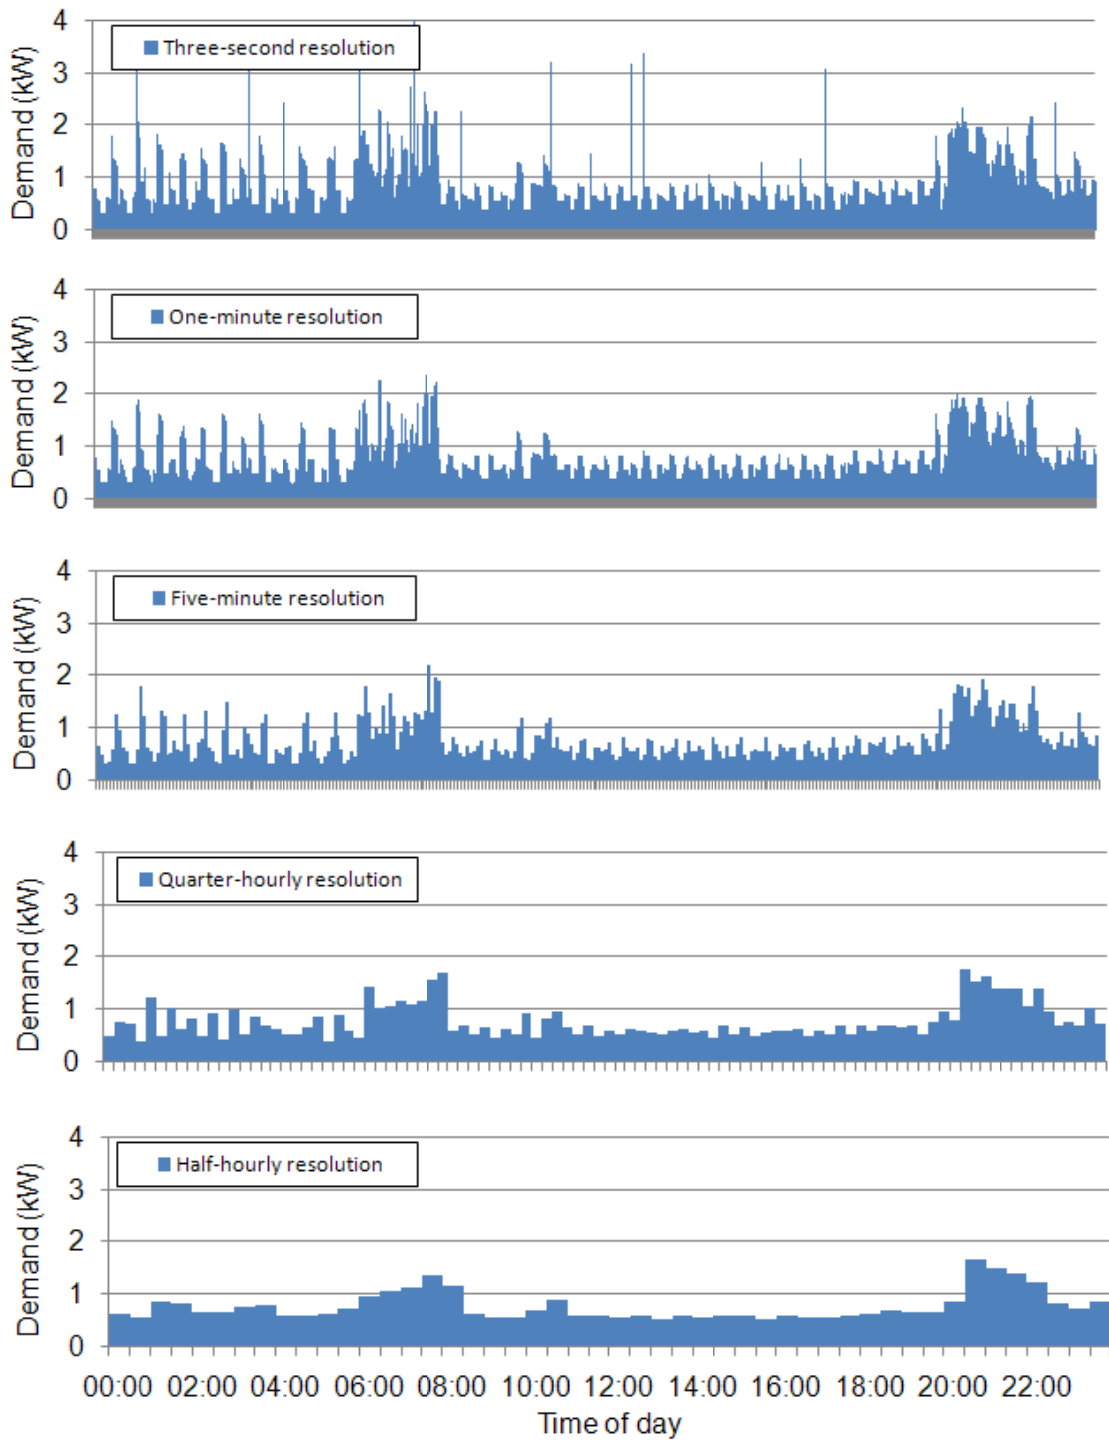 4
Three-second resolution
3
2
1
0
Demand (kW)
4
One-minute resolution
3
2
1
0
Demand (kW)
4
Five-minute resolution
3
2
1
0
Demand (kW)
4
Quarter-hourly resolution
3
2
1
0
Demand (kW)
4
Half-hourly resolution
3
2
1
0
Demand (kW)
00:00 02:00 04:00 06:00 08:00 10:00 12:00 14:00 16:00 18:00 20:00 22:00
Time of day